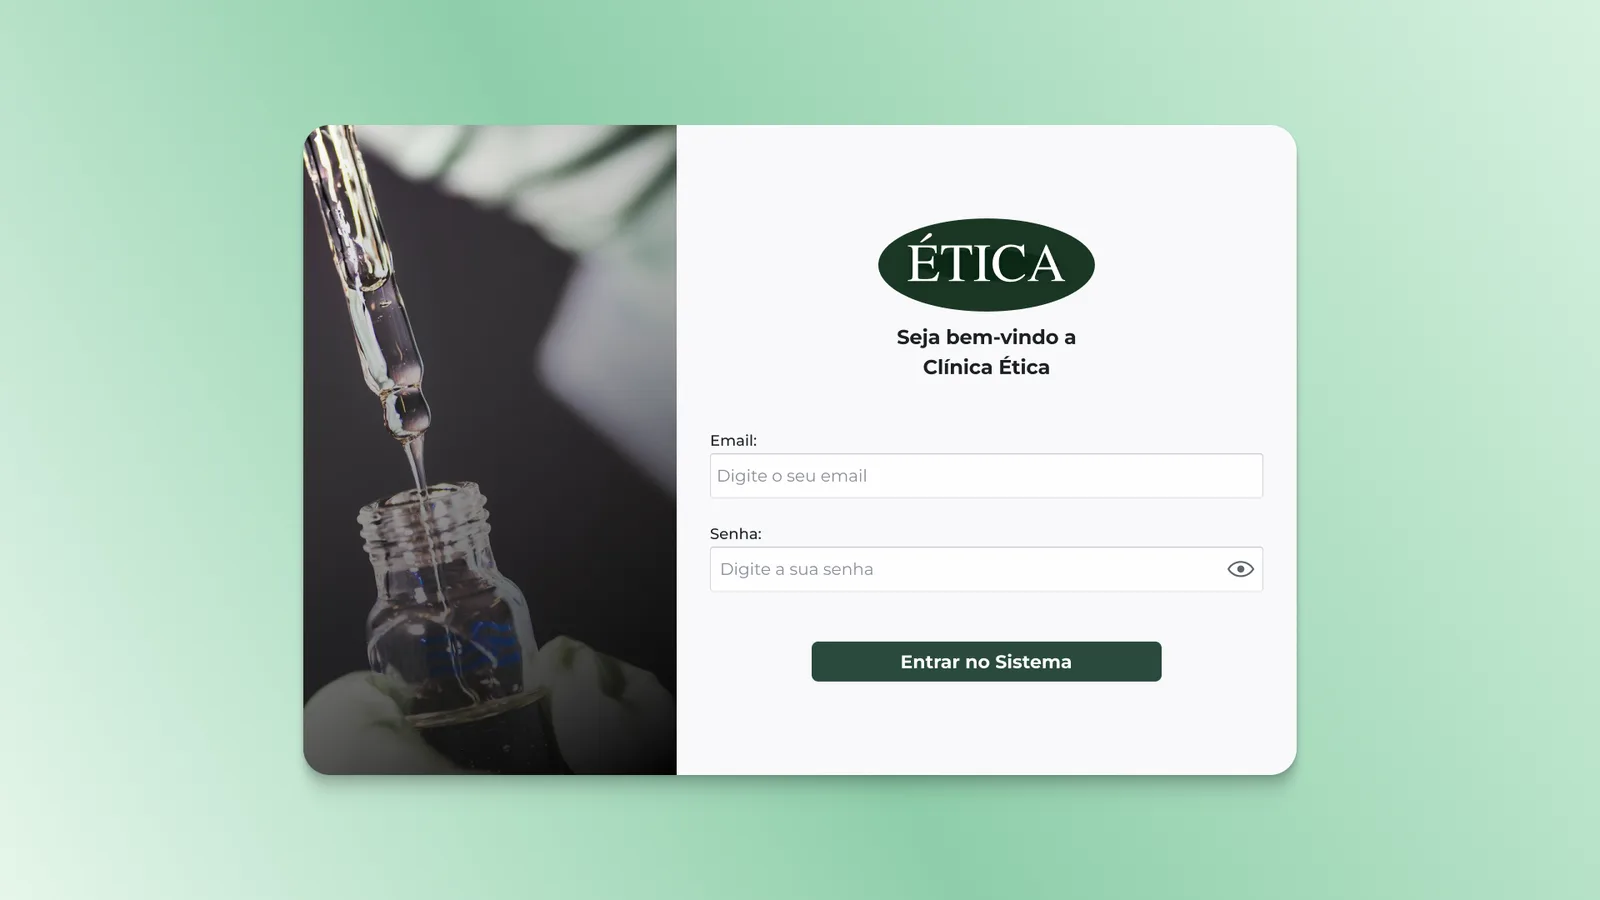 ÉTICA
Seja bem-vindo a
Clínica Ética
Email:
Digite o seu email
Senha:
Digite a sua senha
Entrar no Sistema